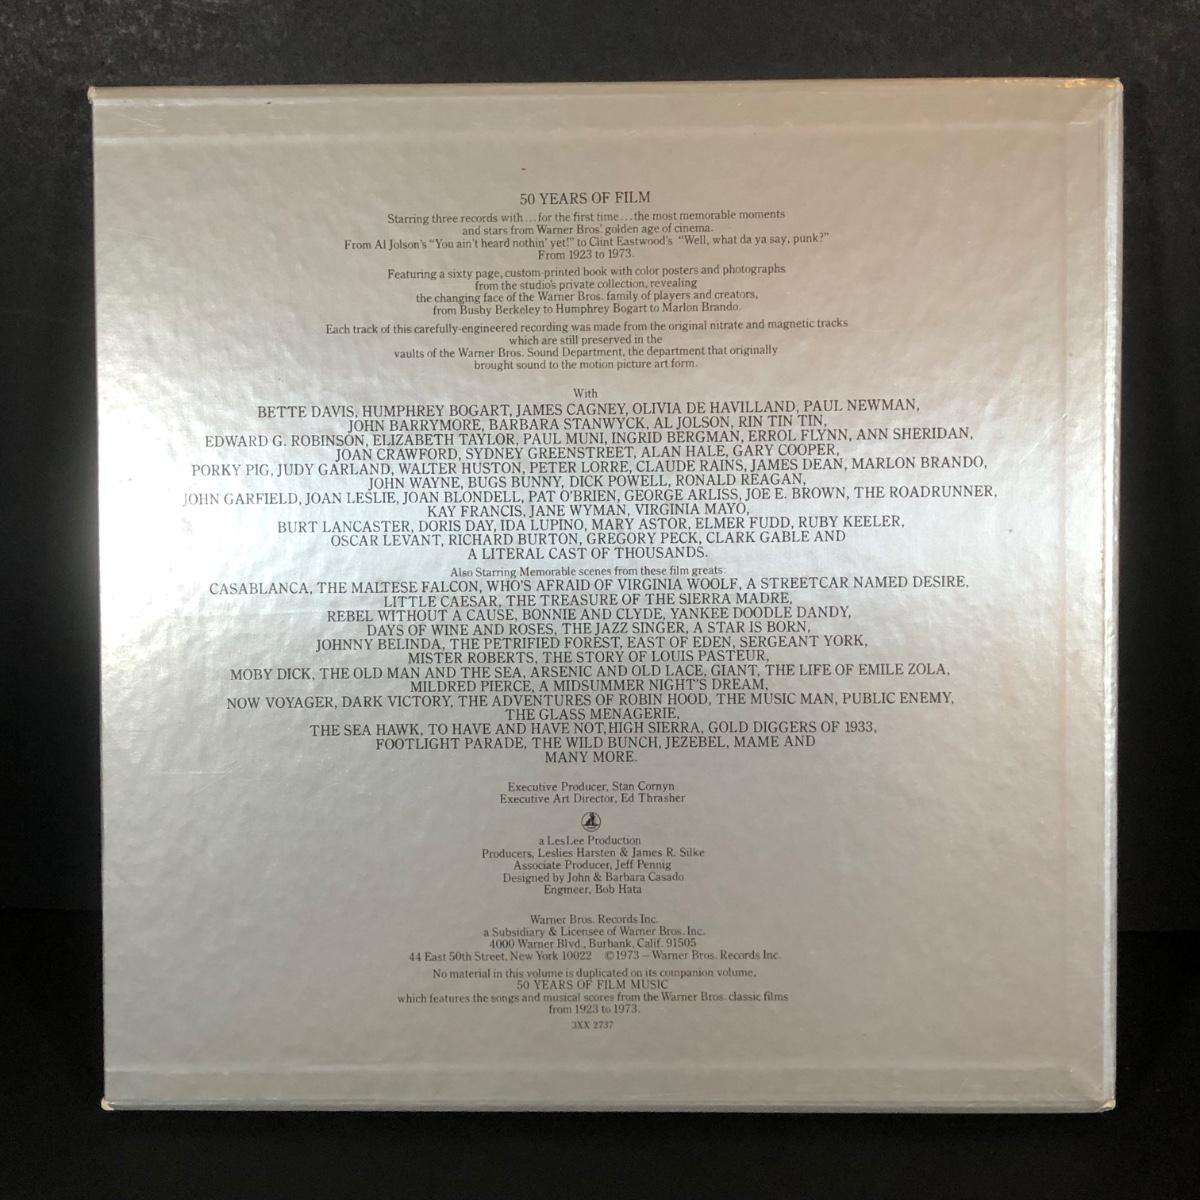 50 YEARS OF FILM
Starring three records with...for the first time...the most memorable moments
and stars from Warner Bros.' golden age of cinema.
From Al Jolson's "You ain't heard nothin' yet!" to Clint Eastwood's "Well, what da ya say, punk?"
From 1923 to 1973.
Featuring a sixty page, custom-printed book with color posters and photographs
from the studio's private collection, revealing
the changing face of the Warner Bros. family of players and creators,
from Busby Berkeley to Humphrey Bogart to Marlon Brando.
Each track of this carefully-engineered recording was made from the original nitrate and magnetic tracks
which are still preserved in the
vaults of the Warner Bros. Sound Department, the department that originally
brought sound to the motion picture art form.
With
BETTE DAVIS, HUMPHREY BOGART, JAMES CAGNEY, OLIVIA DE HAVILLAND, PAUL NEWMAN,
JOHN BARRYMORE, BARBARA STANWYCK, AL JOLSON, RIN TIN TIN,
EDWARD G. ROBINSON, ELIZABETH TAYLOR, PAUL MUNI, INGRID BERGMAN, ERROL FLYNN, ANN SHERIDAN,
JOAN CRAWFORD, SYDNEY GREENSTREET, ALAN HALE, GARY COOPER,
PORKY PIG, JUDY GARLAND, WALTER HUSTON, PETER LORRE, CLAUDE RAINS, JAMES DEAN, MARLON BRANDO,
JOHN WAYNE, BUGS BUNNY, DICK POWELL, RONALD REAGAN,
JOHN GARFIELD, JOAN LESLIE, JOAN BLONDELL, PAT O'BRIEN, GEORGE ARLISS, JOE E. BROWN, THE ROADRUNNER,
KAY FRANCIS, JANE WYMAN, VIRGINIA MAYO,
BURT LANCASTER, DORIS DAY, IDA LUPINO, MARY ASTOR, ELMER FUDD, RUBY KEELER,
OSCAR LEVANT, RICHARD BURTON, GREGORY PECK, CLARK GABLE AND
A LITERAL CAST OF THOUSANDS.
Also Starring Memorable scenes from these film greats:
CASABLANCA, THE MALTESE FALCON, WHO'S AFRAID OF VIRGINIA WOOLF, A STREETCAR NAMED DESIRE,
LITTLE CAESAR, THE TREASURE OF THE SIERRA MADRE,
REBEL WITHOUT A CAUSE, BONNIE AND CLYDE, YANKEE DOODLE DANDY,
DAYS OF WINE AND ROSES, THE JAZZ SINGER, A STAR IS BORN,
JOHNNY BELINDA, THE PETRIFIED FOREST, EAST OF EDEN, SERGEANT YORK,
MISTER ROBERTS, THE STORY OF LOUIS PASTEUR,
MOBY DICK, THE OLD MAN AND THE SEA, ARSENIC AND OLD LACE, GIANT, THE LIFE OF EMILE ZOLA,
MILDRED PIERCE, A MIDSUMMER NIGHT'S DREAM,
NOW VOYAGER, DARK VICTORY, THE ADVENTURES OF ROBIN HOOD, THE MUSIC MAN, PUBLIC ENEMY,
THE GLASS MENAGERIE,
THE SEA HAWK, TO HAVE AND HAVE NOT, HIGH SIERRA, GOLD DIGGERS OF 1933,
FOOTLIGHT PARADE, THE WILD BUNCH, JEZEBEL, MAME AND
MANY MORE.
Executive Producer, Stan Cornyn
Executive Art Director, Ed Thrasher
a LesLee Production
Producers, Leslies Harsten & James R. Silke
Associate Producer, Jeff Pennig
Designed by John & Barbara Casado
Engineer, Bob Hata
Warner Bros. Records Inc.
a Subsidiary & Licensee of Warner Bros. Inc.
4000 Warner Blvd., Burbank, Calif. 91505
44 East 50th Street, New York 10022 ©1973 – Warner Bros. Records Inc.
No material in this volume is duplicated on its companion volume,
50 YEARS OF FILM MUSIC
which features the songs and musical scores from the Warner Bros. classic films
from 1923 to 1973.
3XX 2737